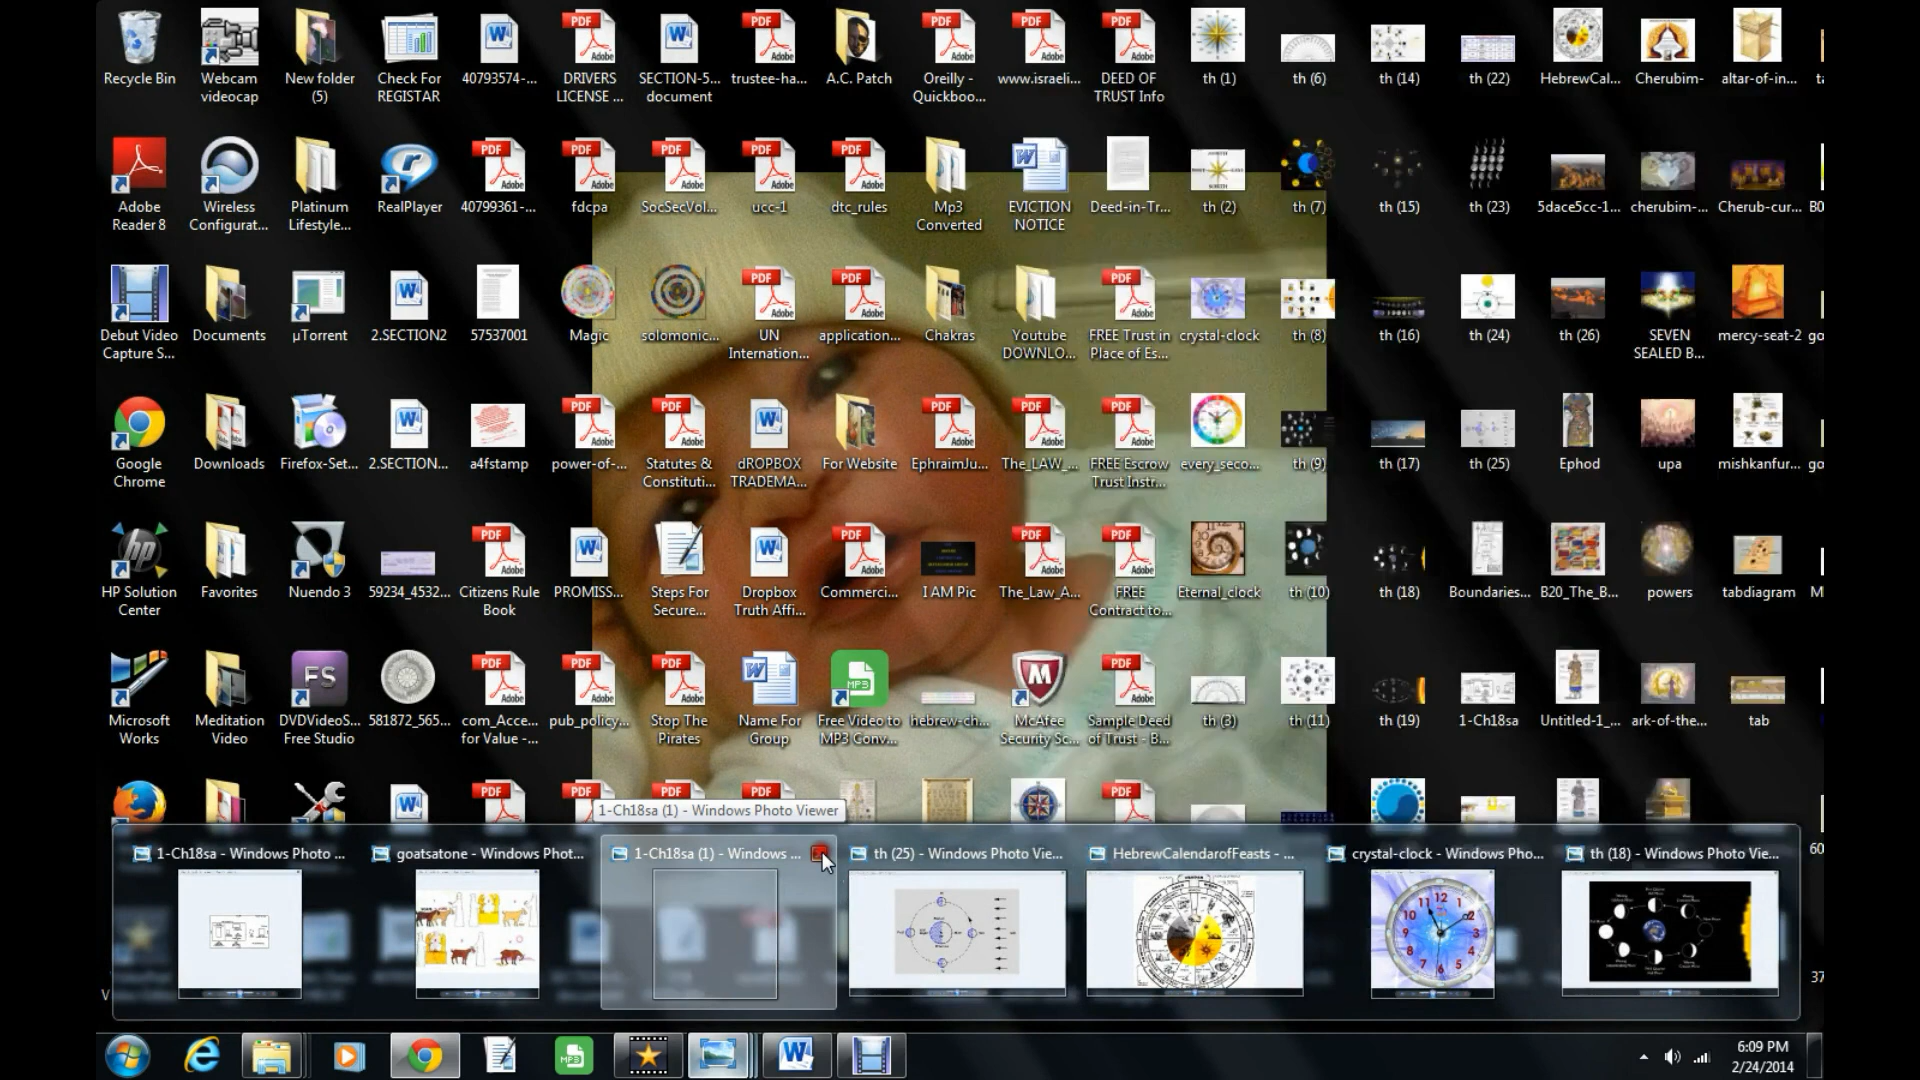 Recycle Bin
Webcam
videocap
New folder
(5)
Check For
REGISTAR
40793574-...
DRIVERS
LICENSE ...
SECTION-5...
document
trustee-ha...
A.C. Patch
Oreilly -
Quickboo...
www.israeli...
DEED OF
TRUST Info
th (1)
th (6)
th (14)
th (22)
HebrewCal...
Cherubim-
altar-of-in...
Adobe
Reader 8
Wireless
Configurat...
Platinum
Lifestyle...
RealPlayer
40799361-...
fdcpa
SocSecVol...
ucc-1
dtc_rules
Mp3
Converted
EVICTION
NOTICE
Deed-in-Tr...
th (2)
th (7)
th (15)
th (23)
5dace5cc-1...
cherubim-...
Cherub-cur...
Debut Video
Capture S...
Documents
µTorrent
2.SECTION2
57537001
Magic
solomonic...
UN
Internation...
application...
Chakras
Youtube
DOWNLO...
FREE Trust in
Place of Es...
crystal-clock
th (8)
th (16)
th (24)
th (26)
SEVEN
SEALED B...
mercy-seat-2
go
Google
Chrome
Downloads
Firefox-Set...
2.SECTION...
a4fstamp
power-of-...
Statutes &
Constituti...
dROPBOX
TRADEMA...
For Website
EphraimJu...
The_LAW_...
FREE Escrow
Trust Instr...
every_seco...
th (9)
th (17)
th (25)
Ephod
upa
mishkanfur...
go
HP Solution
Center
Favorites
Nuendo 3
59234_4532...
Citizens Rule
Book
PROMISS...
Steps For
Secure...
Dropbox
Truth Affi...
Commerci...
I AM Pic
The_Law_A...
FREE
Contract to...
Eternal_clock
th (10)
th (18)
Boundaries...
B20_The_B...
powers
tabdiagram
Microsoft
Works
Meditation
Video
DVDVideoS...
Free Studio
581872_565...
com_Acce...
for Value -...
pub_policy...
Stop The
Pirates
Name For
Group
Free Video to
MP3 Conv...
hebrew-ch...
McAfee
Security Sc...
Sample Deed
of Trust - B...
th (3)
th (11)
th (19)
1-Ch18sa
Untitled-1_...
ark-of-the...
tab
1-Ch18sa (1) - Windows Photo Viewer
1-Ch18sa - Windows Photo ...
goatsatone - Windows Phot...
1-Ch18sa (1) - Windows ...
th (25) - Windows Photo Vie...
HebrewCalendarofFeasts - ...
crystal-clock - Windows Pho...
th (18) - Windows Photo Vie...
60
37
6:09 PM
2/24/2014